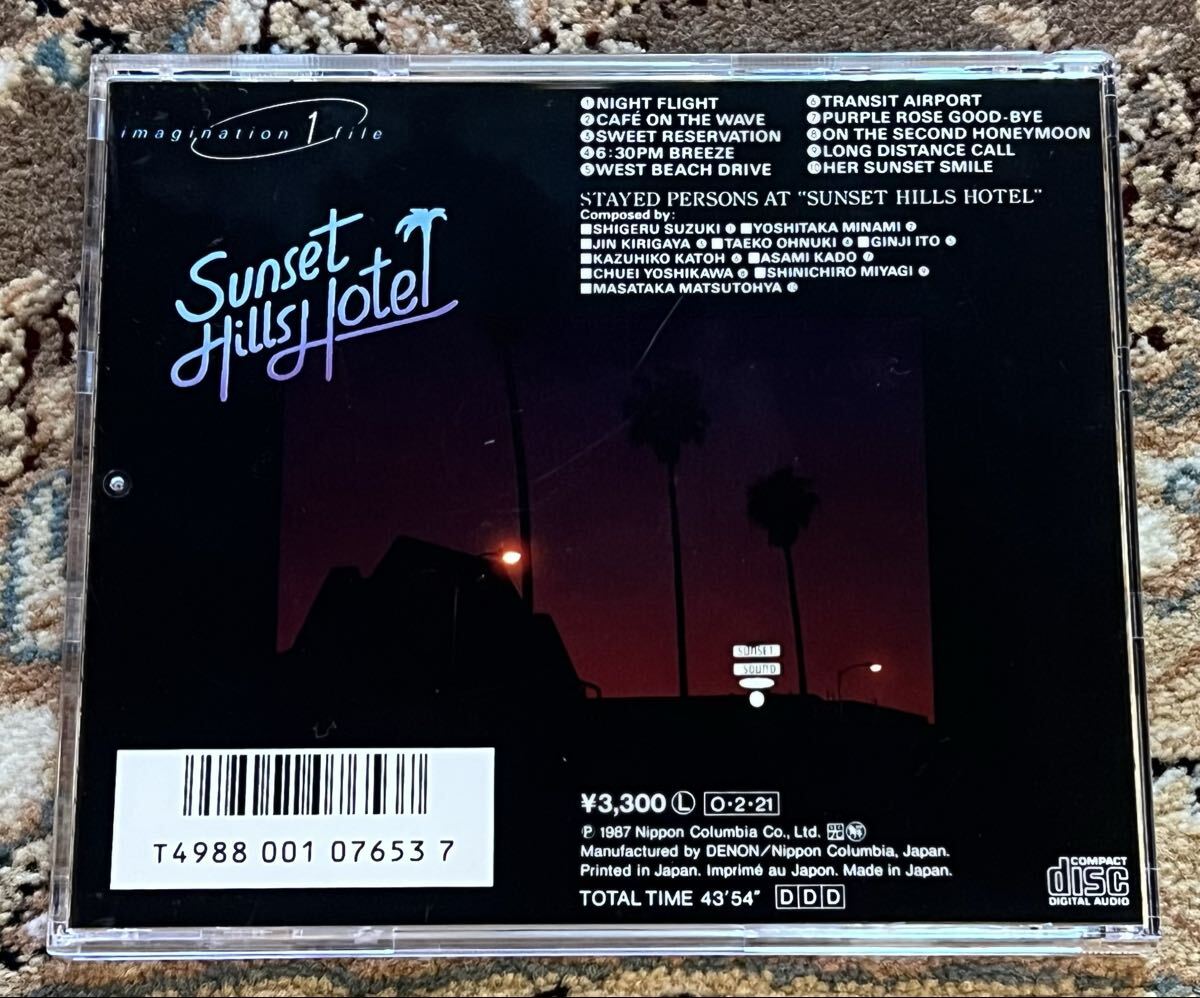 imagination 1 file
Sunset
Hills Hotel
❶NIGHT FLIGHT
❷CAFÉ ON THE WAVE
❸SWEET RESERVATION
❹6:30PM BREEZE
❺WEST BEACH DRIVE
❻TRANSIT AIRPORT
❼PURPLE ROSE GOOD-BYE
❽ON THE SECOND HONEYMOON
❾LONG DISTANCE CALL
❿HER SUNSET SMILE
STAYED PERSONS AT "SUNSET HILLS HOTEL"
Composed by:
■SHIGERU SUZUKI ■YOSHITAKA MINAMI
■JIN KIRIGAYA ■TAEKO OHNUKI ■GINJI ITO
■KAZUHIKO KATOH ■ASAMI KADO
■CHUEI YOSHIKAWA ■SHINICHIRO MIYAGI
■MASATAKA MATSUTOHYA
SUNSET
SOUND
T4988 001 07653 7
¥3,300 Ⓛ O·2·21
℗ 1987 Nippon Columbia Co., Ltd.
Manufactured by DENON/Nippon Columbia, Japan.
Printed in Japan. Imprimé au Japon. Made in Japan.
TOTAL TIME 43'54" DDD
COMPACT
disc
DIGITAL AUDIO